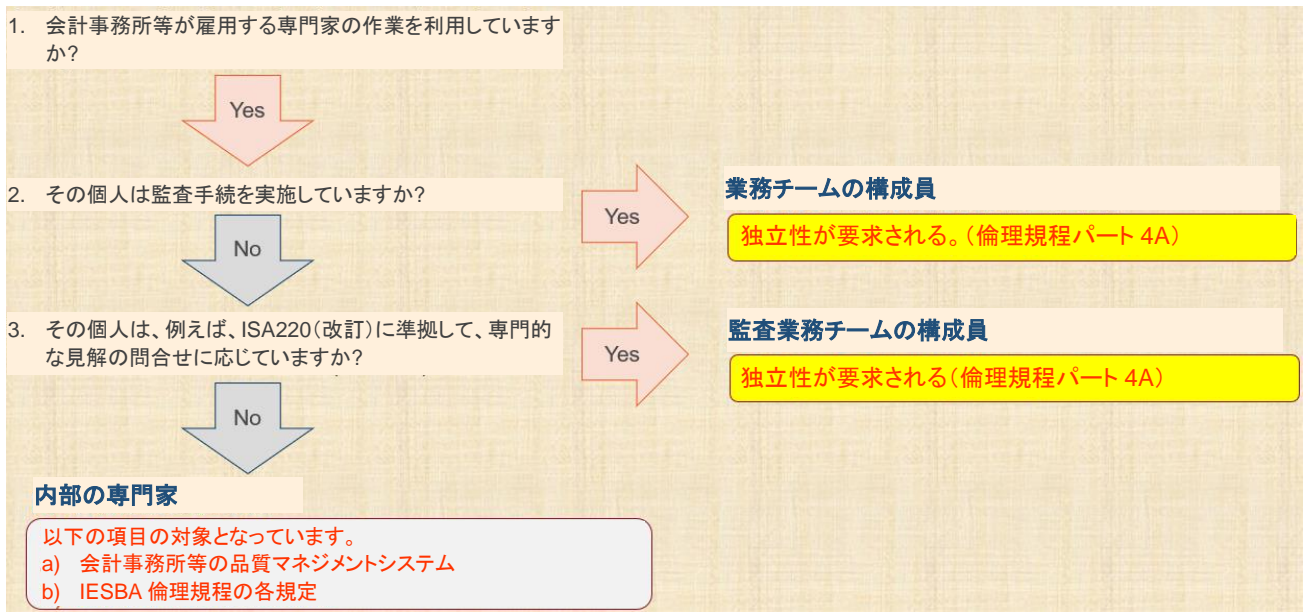 1. 会計事務所等が雇用する専門家の作業を利用しています
か?
Yes
2. その個人は監査手続を実施していますか?
Yes
業務チームの構成員
独立性が要求される。(倫理規程パート 4A)
No
3. その個人は、例えば、ISA220(改訂)に準拠して、専門的
な見解の問合せに応じていますか?
Yes
監査業務チームの構成員
独立性が要求される(倫理規程パート 4A)
No
内部の専門家
以下の項目の対象となっています。
a) 会計事務所等の品質マネジメントシステム
b) IESBA 倫理規程の各規定